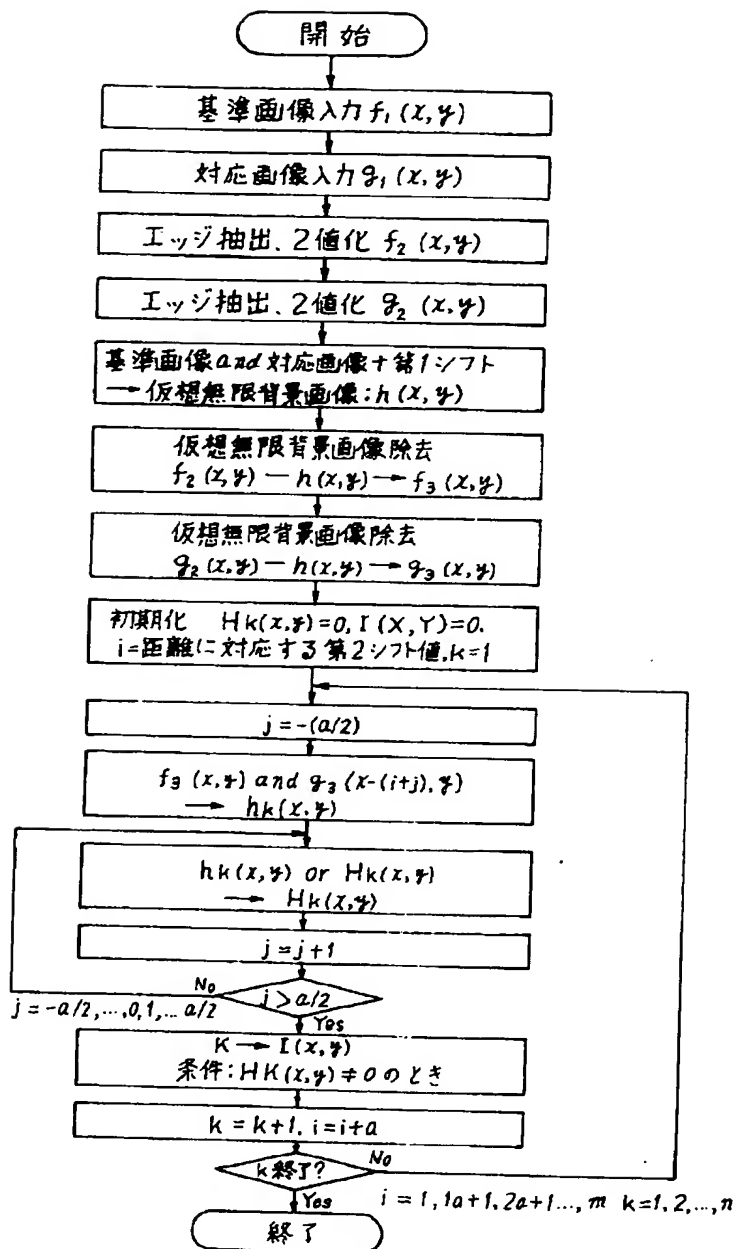 開始
基準画像入力 f₁(x,y)
対応画像入力 g₁(x,y)
エッジ抽出、2値化 f₂(x,y)
エッジ抽出、2値化 g₂(x,y)
基準画像and対応画像+第1シフト
→仮想無限背景画像:h(x,y)
仮想無限背景画像除去
f₂(x,y)−h(x,y)→f₃(x,y)
仮想無限背景画像除去
g₂(x,y)−h(x,y)→g₃(x,y)
初期化 Hk(x,y)=0, I(X,Y)=0.
i=距離に対応する第2シフト値,k=1
j=-(a/2)
f₃(x,y) and g₃(x-(i+j),y)
→ hk(x,y)
hk(x,y) or Hk(x,y)
→ Hk(x,y)
j=j+1
No
j>a/2
j=-a/2,...,0,1,...a/2
Yes
K→I(x,y)
条件:HK(x,y)≠0のとき
k=k+1, i=i+a
No
k終了?
Yes
i=1,1a+1,2a+1...,m k=1,2,...,n
終了